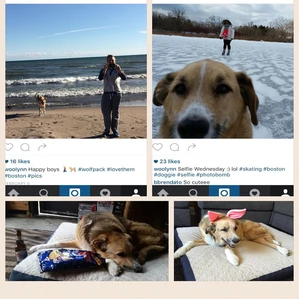 16 likes
woolynn Happy boys #wolfpack #lovethem
#boston #pics
23 likes
woolynn Selfie Wednesday :) lol #skating #boston
#doggie #selfie #photobomb
bbrendato So cuteee